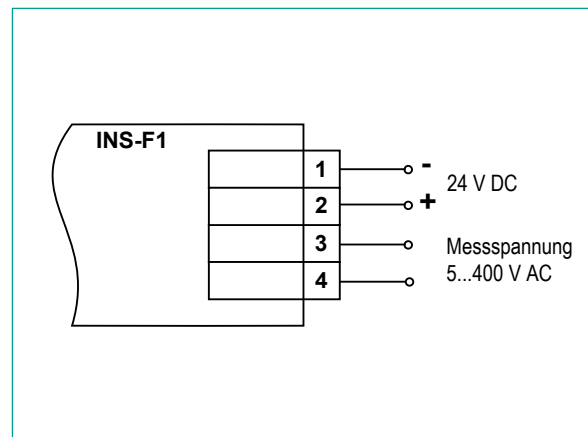 INS-F1
1 -
24 V DC
2 +
3
Messspannung
4
5...400 V AC